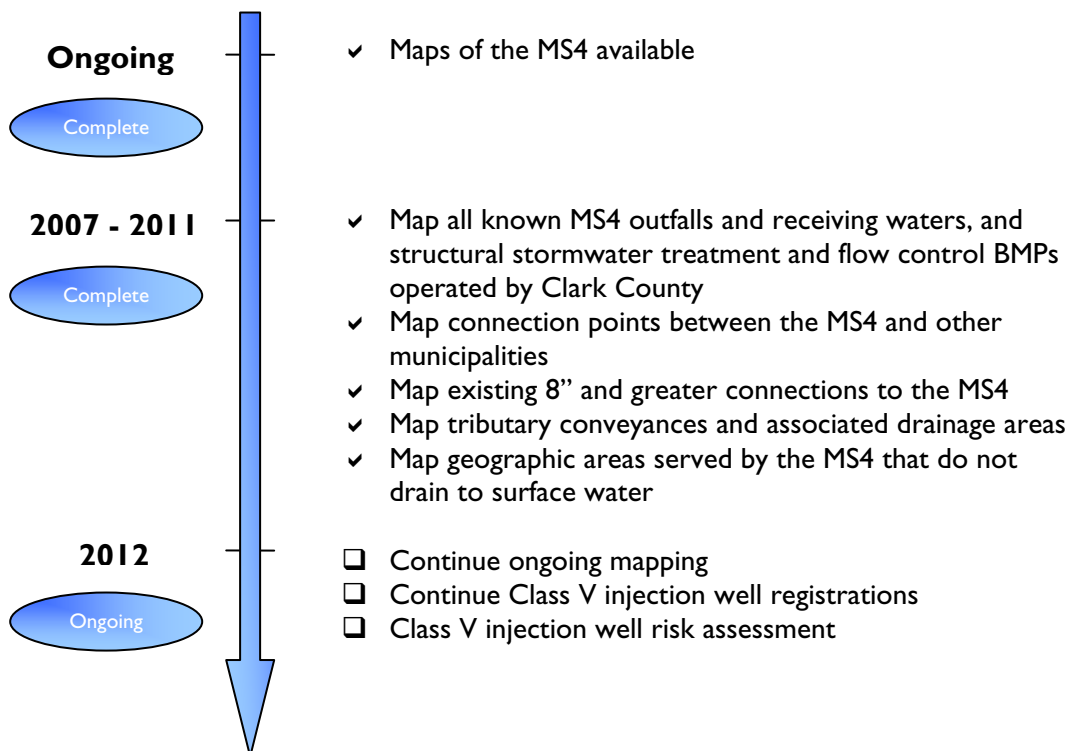 Ongoing
✓ Maps of the MS4 available
Complete
2007 - 2011
✓ Map all known MS4 outfalls and receiving waters, and
structural stormwater treatment and flow control BMPs
operated by Clark County
Complete
✓ Map connection points between the MS4 and other
municipalities
✓ Map existing 8” and greater connections to the MS4
✓ Map tributary conveyances and associated drainage areas
✓ Map geographic areas served by the MS4 that do not
drain to surface water
2012
❑ Continue ongoing mapping
❑ Continue Class V injection well registrations
❑ Class V injection well risk assessment
Ongoing